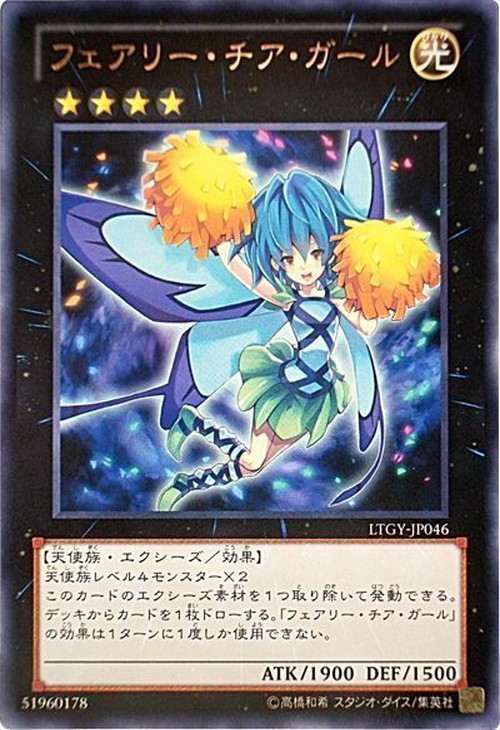 フェアリー・チア・ガール 光
LTGY-JP046
【天使族・エクシーズ/効果】
天使族レベル4モンスター×2
このカードのエクシーズ素材を1つ取り除いて発動できる。
デッキからカードを1枚ドローする。「フェアリー・チア・ガール」
の効果は1ターンに1度しか使用できない。
ATK/1900 DEF/1500
51960178 ©高橋和希 スタジオ・ダイス/集英社